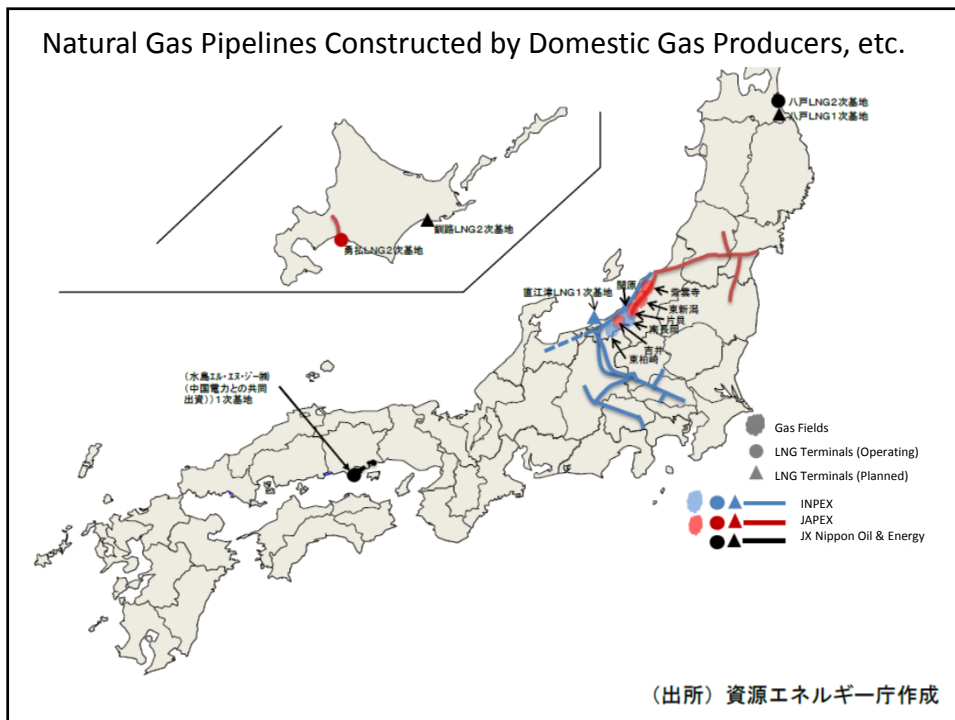 Natural Gas Pipelines Constructed by Domestic Gas Producers, etc.
八戸LNG2次基地
八戸LNG1次基地
釧路LNG2次基地
勇払LNG2次基地
関原
直江津LNG1次基地
紫雲寺
東新潟
片貝
南長岡
吉井
東柏崎
(水島エル・エヌ・ジー㈱
(中国電力との共同
出資))1次基地
Gas Fields
LNG Terminals (Operating)
LNG Terminals (Planned)
INPEX
JAPEX
JX Nippon Oil & Energy
(出所)資源エネルギー庁作成